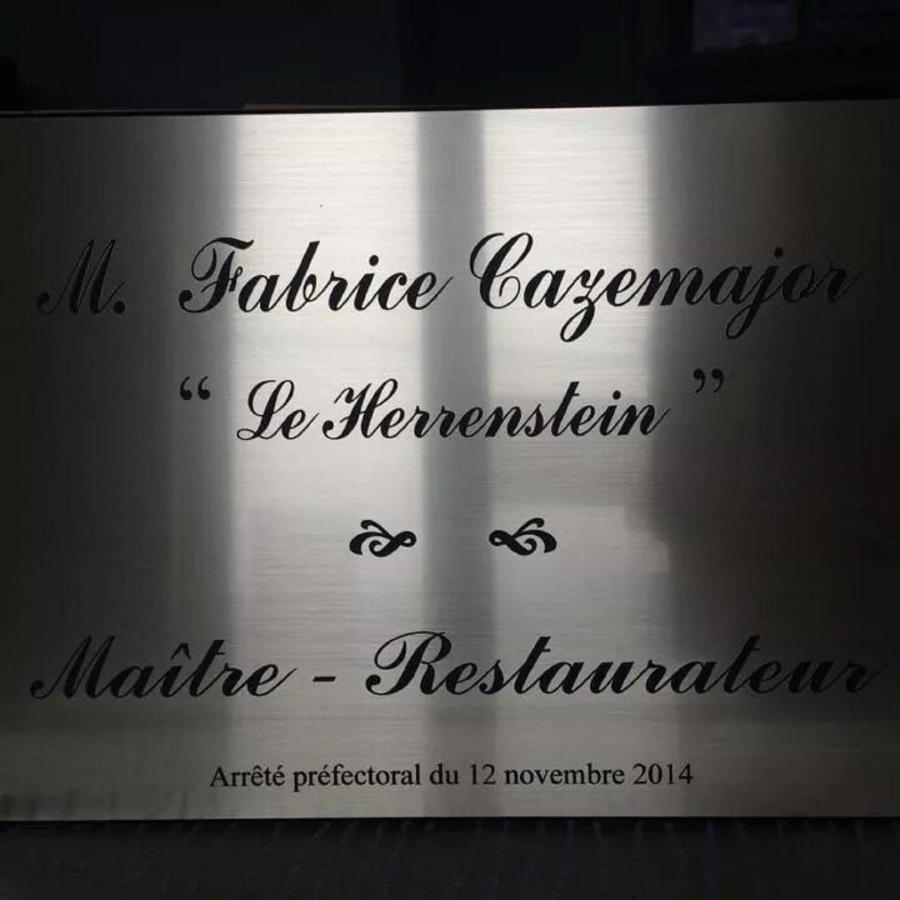 M. Fabrice Cazemajor
“ Le Herrenstein ”
Maître - Restaurateur
Arrêté préfectoral du 12 novembre 2014